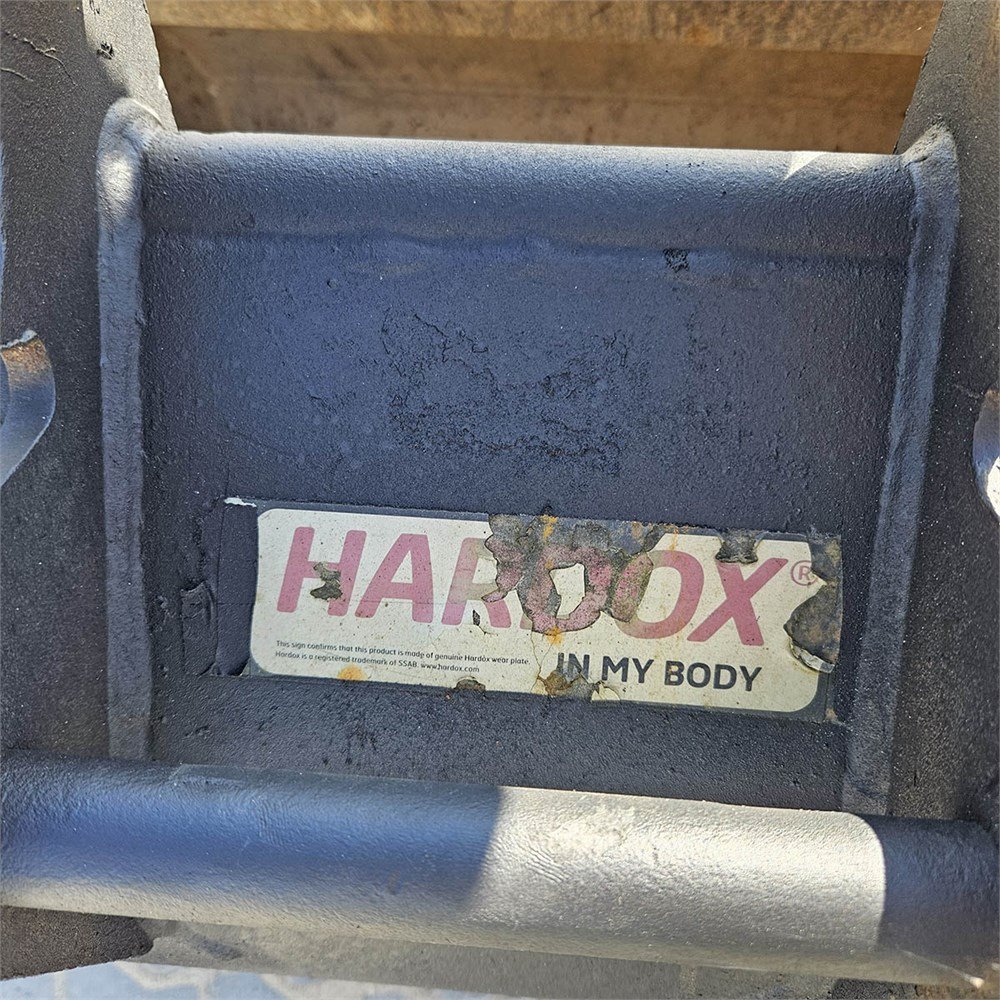 HARDOX®
This sign confirms that this product is made of genuine Hardox wear plate.
Hardox is a registered trademark of SSAB. www.hardox.com
IN MY BODY